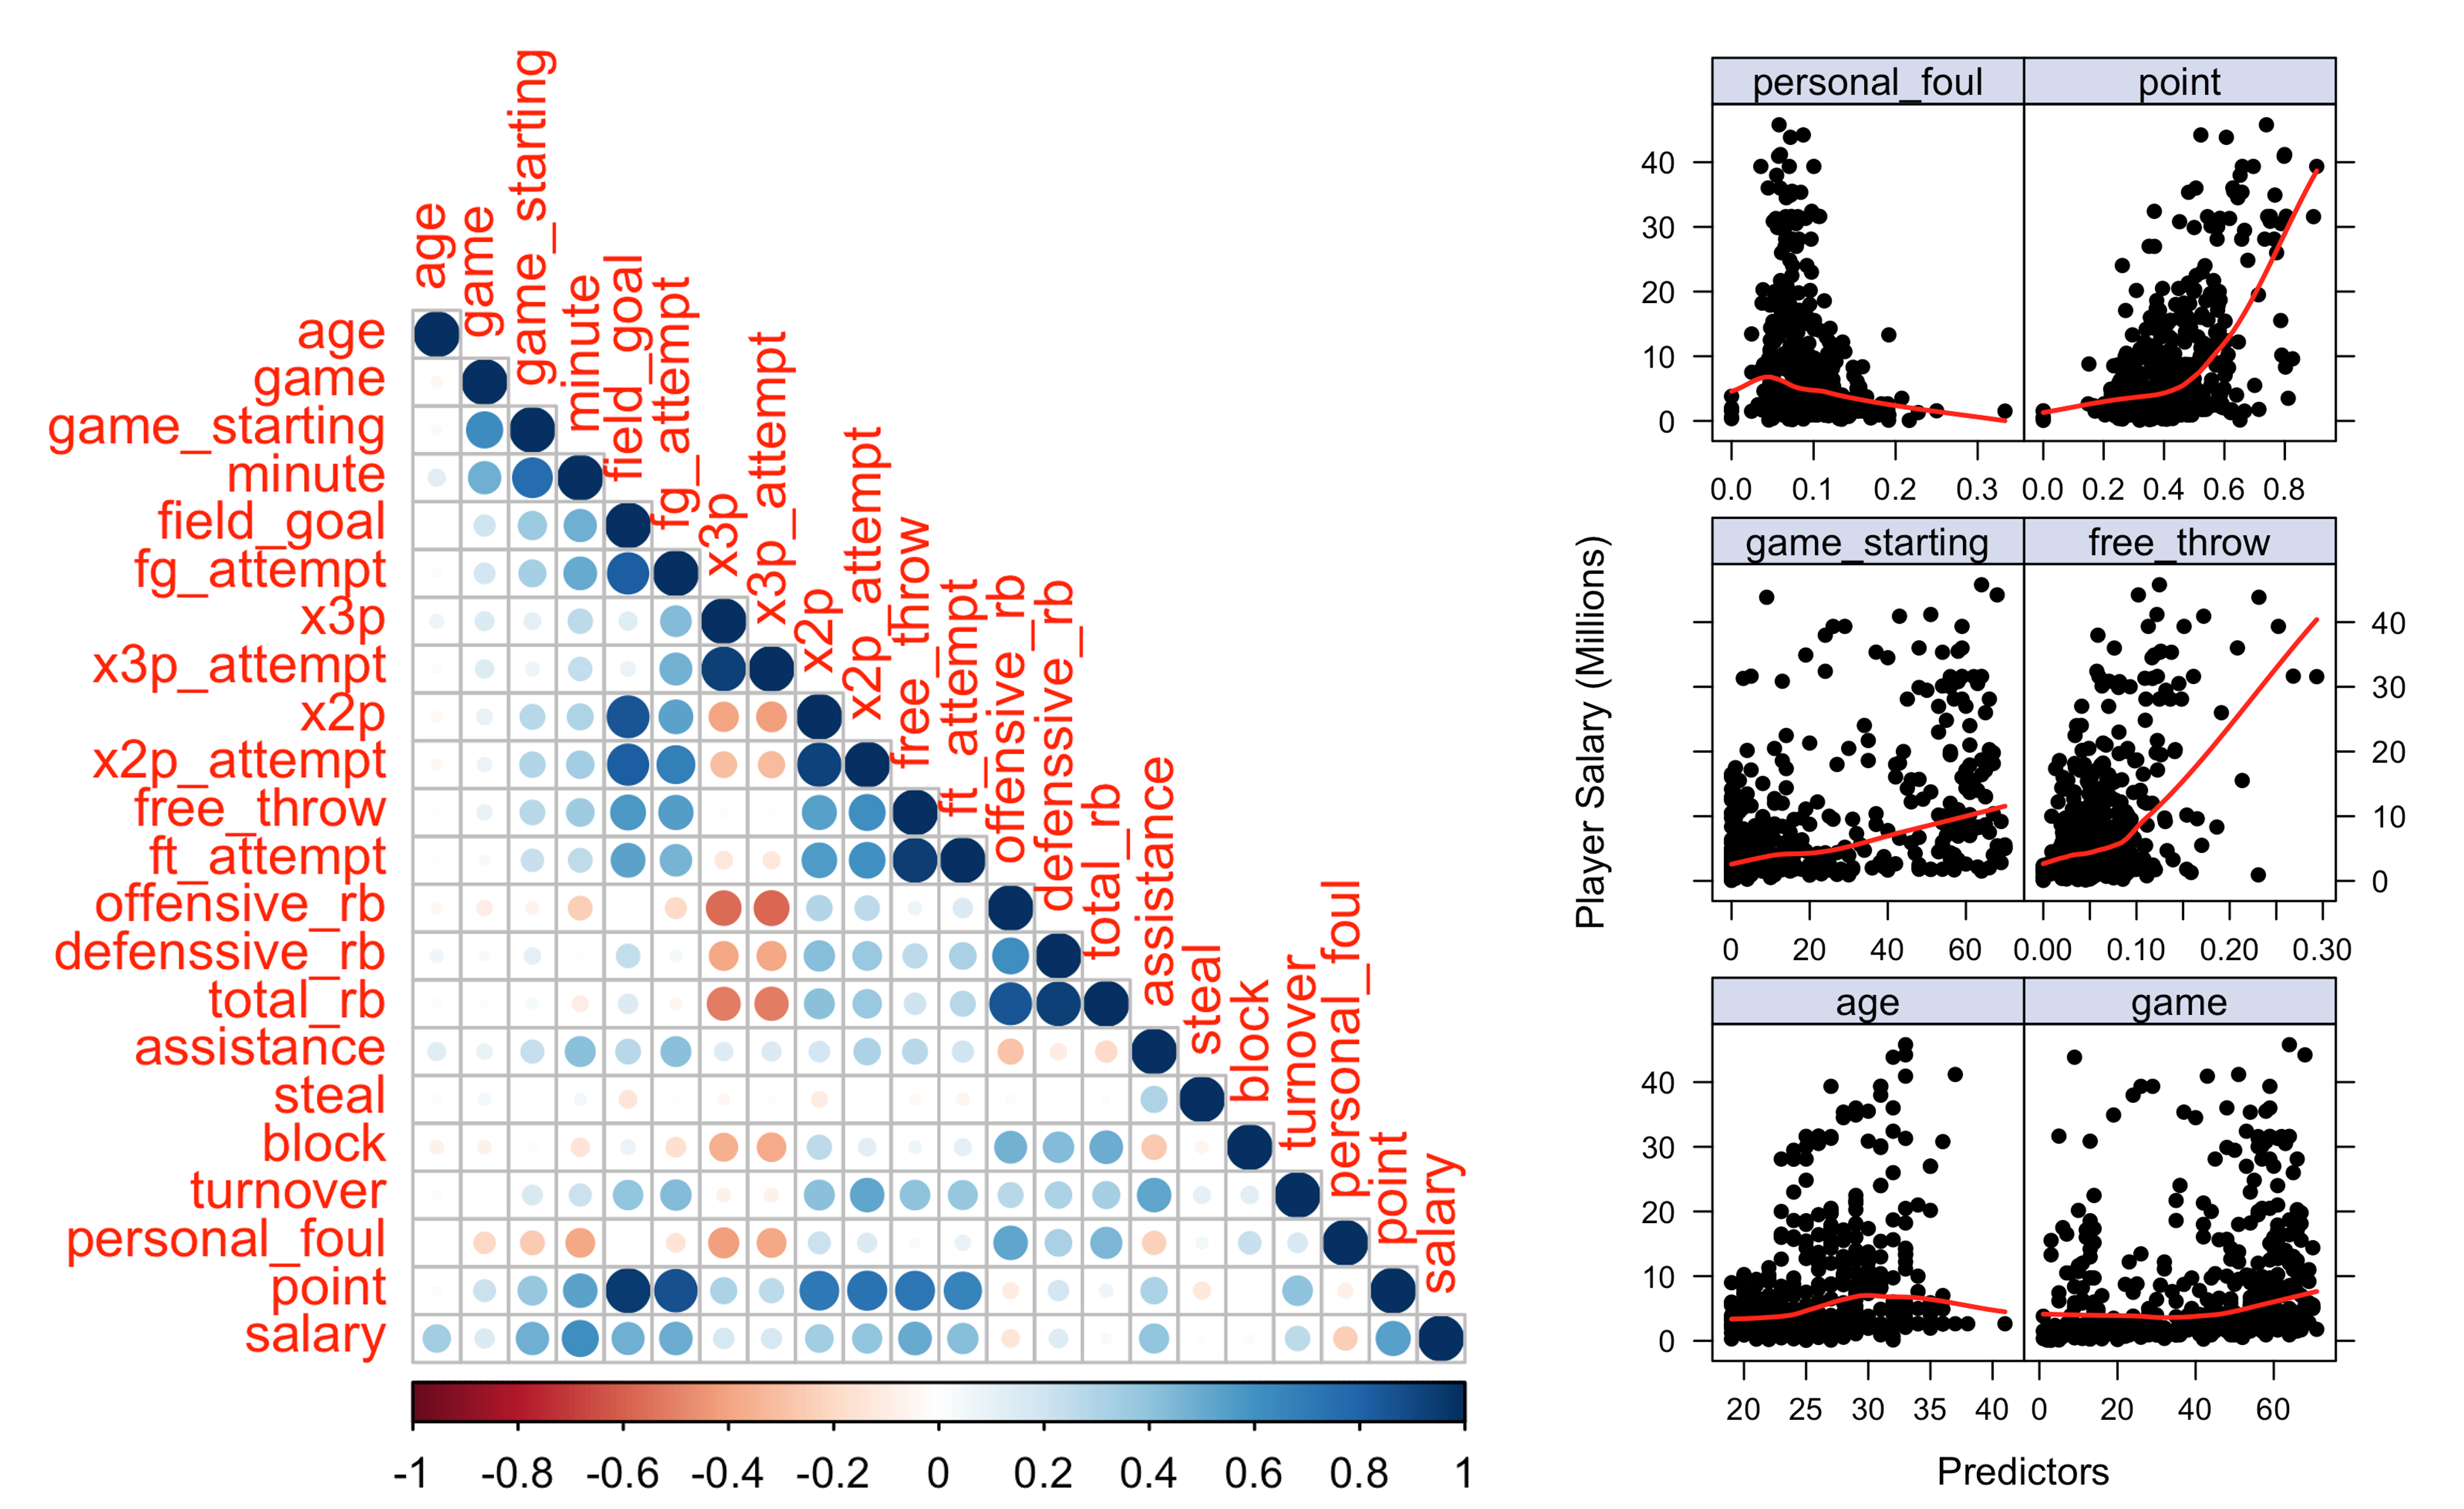 age
game
game_starting
minute
field_goal
fg_attempt
x3p
x3p_attempt
x2p
x2p_attempt
free_throw
ft_attempt
offensive_rb
defenssive_rb
total_rb
assistance
steal
block
turnover
personal_foul
point
salary
age
game
game_starting
minute
field_goal
fg_attempt
x3p
x3p_attempt
x2p
x2p_attempt
free_throw
ft_attempt
offensive_rb
defenssive_rb
total_rb
assistance
steal
block
turnover
personal_foul
point
salary
-1 -0.8 -0.6 -0.4 -0.2 0 0.2 0.4 0.6 0.8 1
Player Salary (Millions)
personal_foul point
40
30
20
10
0
0.0 0.1 0.2 0.3 0.0 0.2 0.4 0.6 0.8
game_starting free_throw
40
30
20
10
0
0 20 40 60 0.00 0.10 0.20 0.30
age game
40
30
20
10
0
20 25 30 35 40 0 20 40 60
Predictors